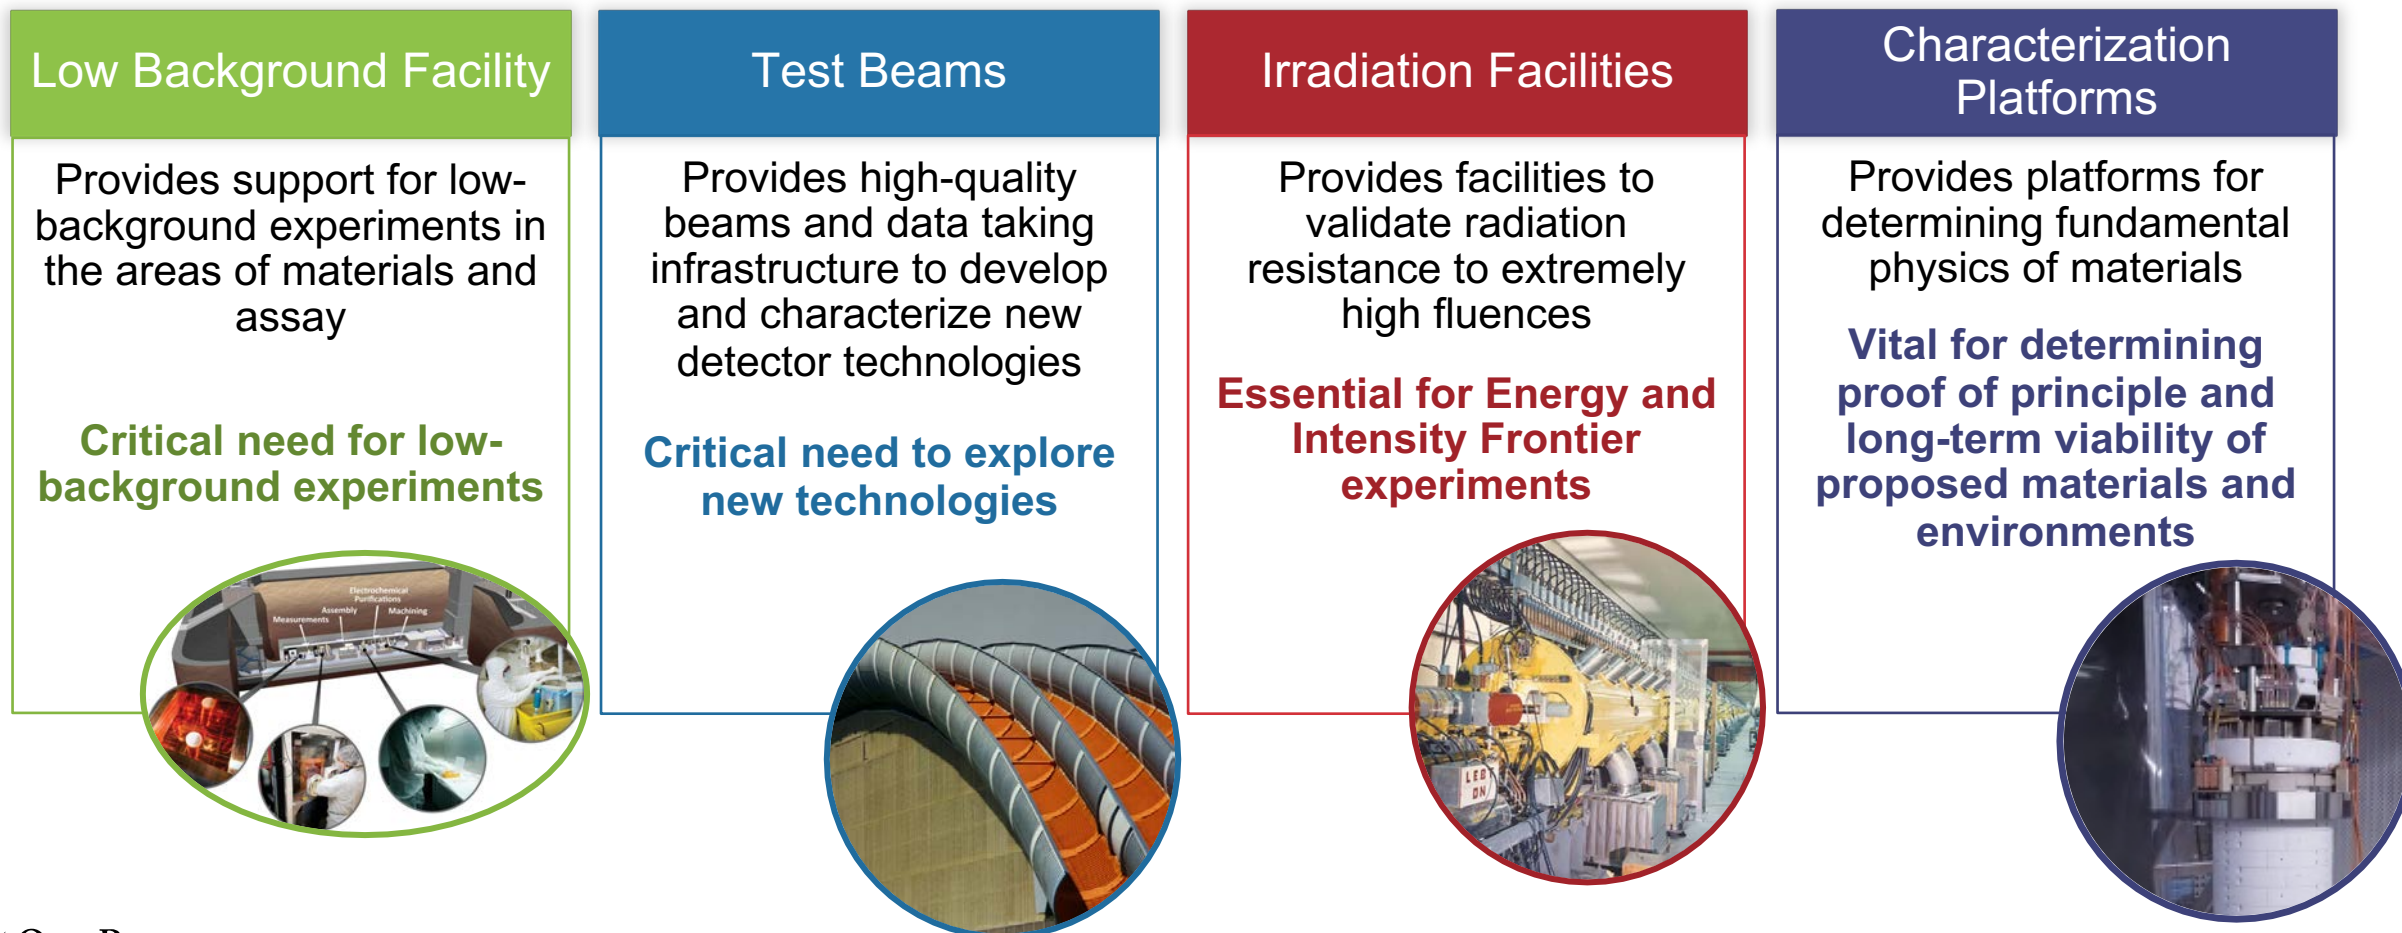 Low Background Facility
Provides support for low-
background experiments in
the areas of materials and
assay
Critical need for low-
background experiments
Electrochemical
Purifications
Assembly
Machining
Measurements
Test Beams
Provides high-quality
beams and data taking
infrastructure to develop
and characterize new
detector technologies
Critical need to explore
new technologies
Irradiation Facilities
Provides facilities to
validate radiation
resistance to extremely
high fluences
Essential for Energy and
Intensity Frontier
experiments
LED
ON
Characterization
Platforms
Provides platforms for
determining fundamental
physics of materials
Vital for determining
proof of principle and
long-term viability of
proposed materials and
environments